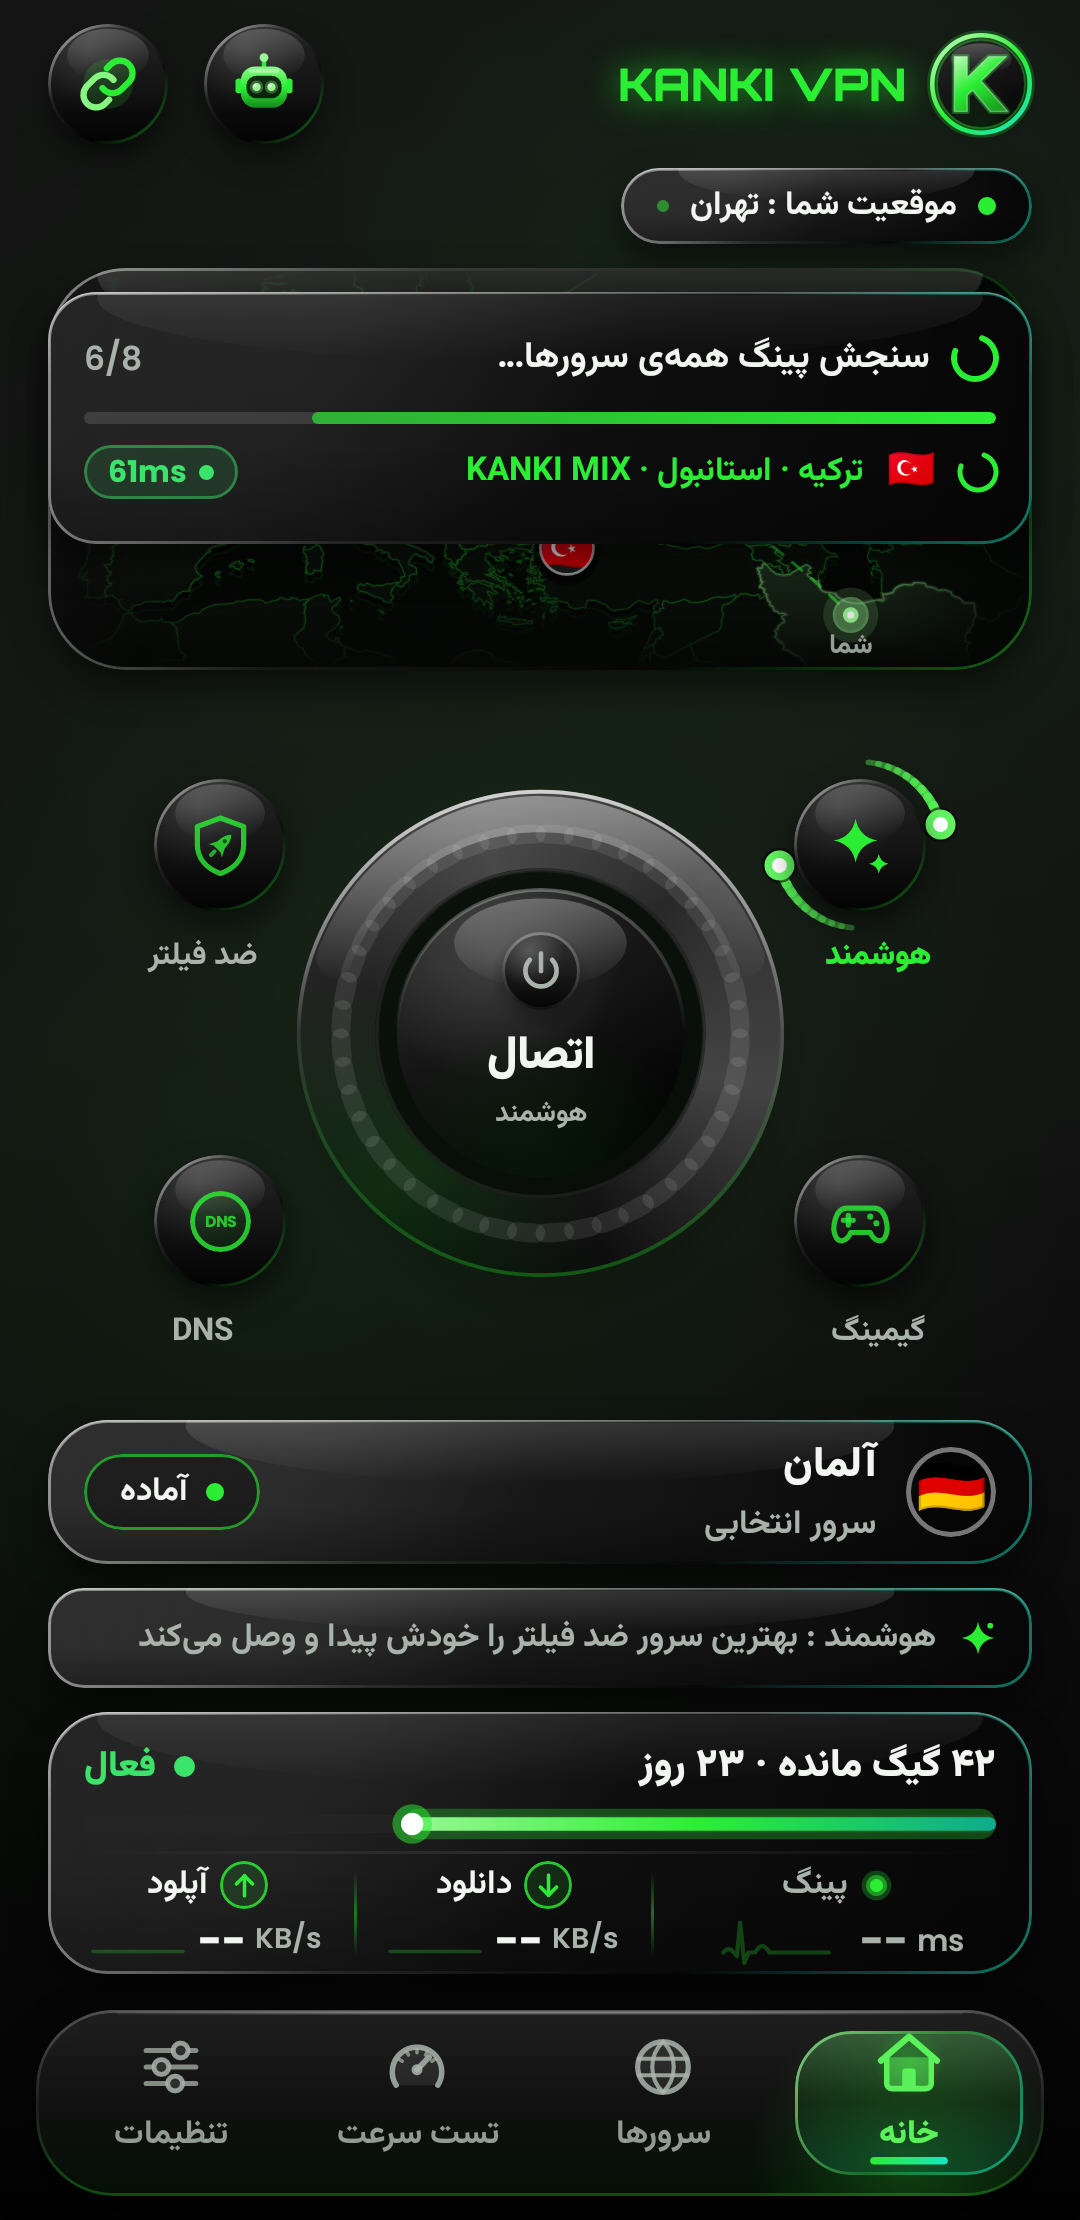 KANKI VPN
K
موقعیت شما : تهران
سنجش پینگ همه‌ی سرورها...
6/8
ترکیه · استانبول · KANKI MIX
61ms
شما
ضد فیلتر
هوشمند
اتصال
هوشمند
DNS
DNS
گیمینگ
آلمان
سرور انتخابی
آماده
هوشمند : بهترین سرور ضد فیلتر را خودش پیدا و وصل می‌کند
۴۲ گیگ مانده · ۲۳ روز
فعال
پینگ
-- ms
دانلود
-- KB/s
آپلود
-- KB/s
خانه
سرورها
تست سرعت
تنظیمات